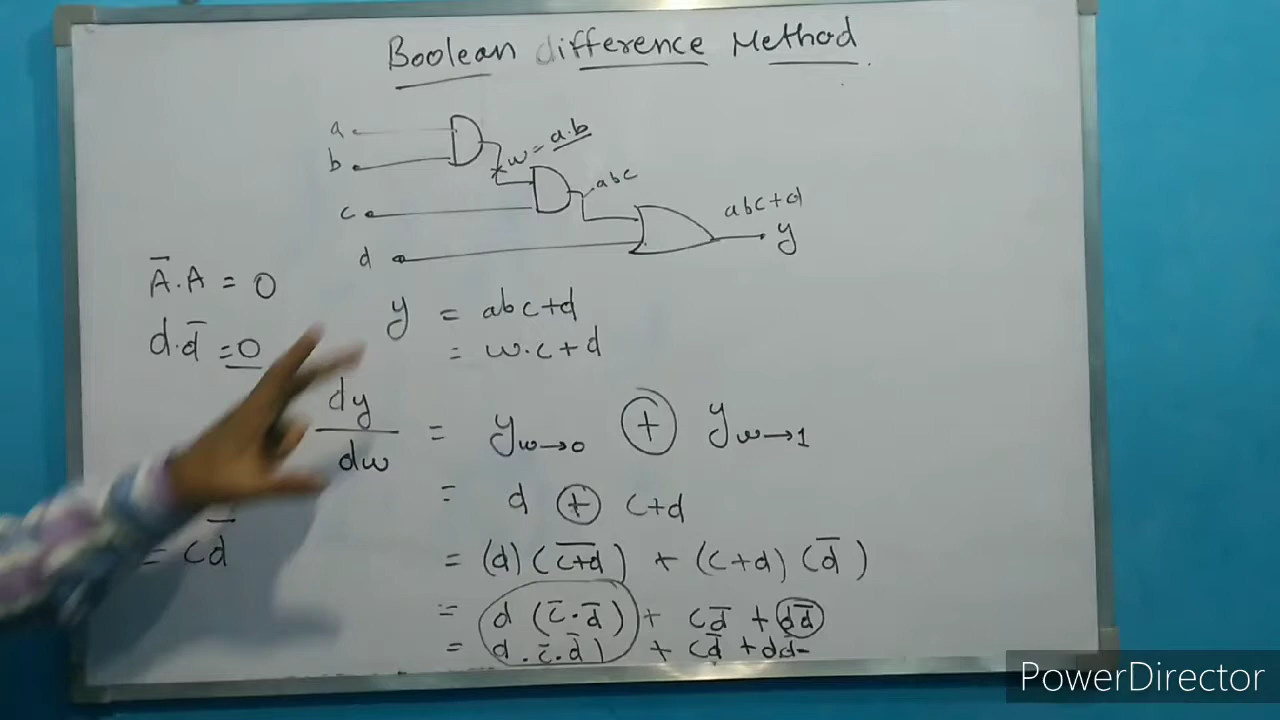 Boolean difference Method.
a
b
w = a.b
c
abc
d
abc+d
y
A̅.A = 0
d.d̅ = 0
y = abc+d
= w.c+d
dy/dw = y w→0 ⊕ y w→1
= d ⊕ c+d
= (d) (c̅+̅d̅) + (c+d) (d̅)
= d (c̅.d̅) + cd̅ + dd̅
= d.c̅.d̅) + cd̅ + dd-
= cd̅
PowerDirector